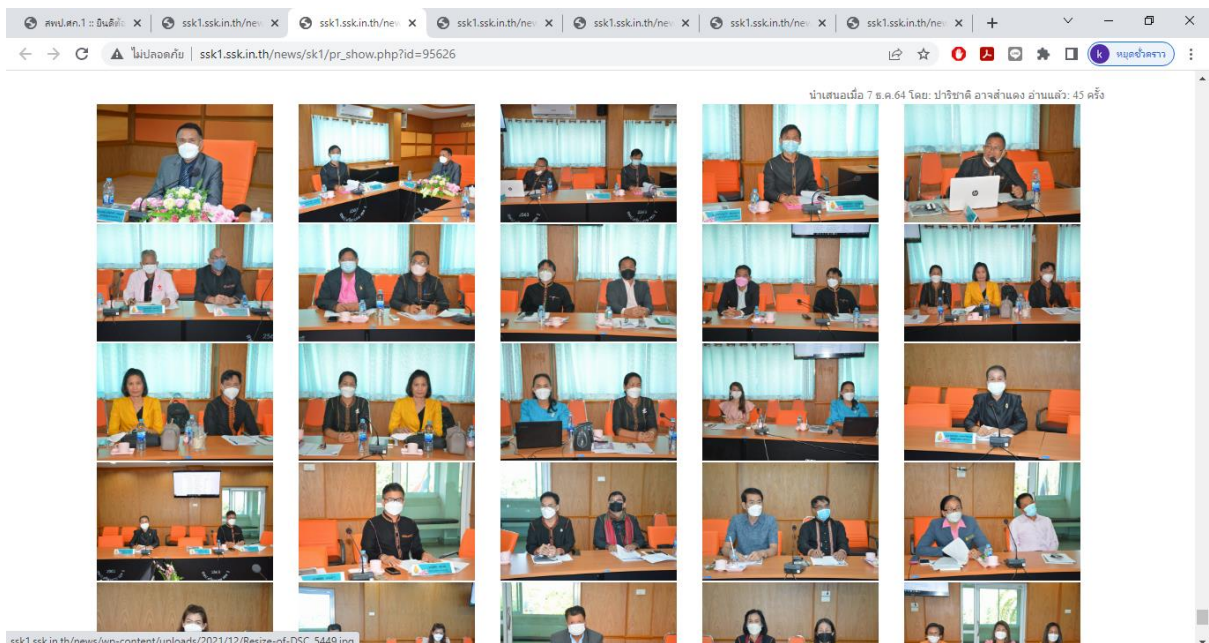 สพป.ศก.1 :: ยินดีต้อ
ssk1.ssk.in.th/nev
ssk1.ssk.in.th/nev
ssk1.ssk.in.th/nev
ssk1.ssk.in.th/nev
ssk1.ssk.in.th/nev
ssk1.ssk.in.th/nev
ไม่ปลอดภัย ssk1.ssk.in.th/news/sk1/pr_show.php?id=95626
k หยุดชั่วคราว
นำเสนอเมื่อ 7 ธ.ค.64 โดย: ปาริชาติ อาจสำแดง อ่านแล้ว: 45 ครั้ง
ssk1.ssk.in.th/news/wp-content/uploads/2021/12/Resize-of-DSC_5449.jpg